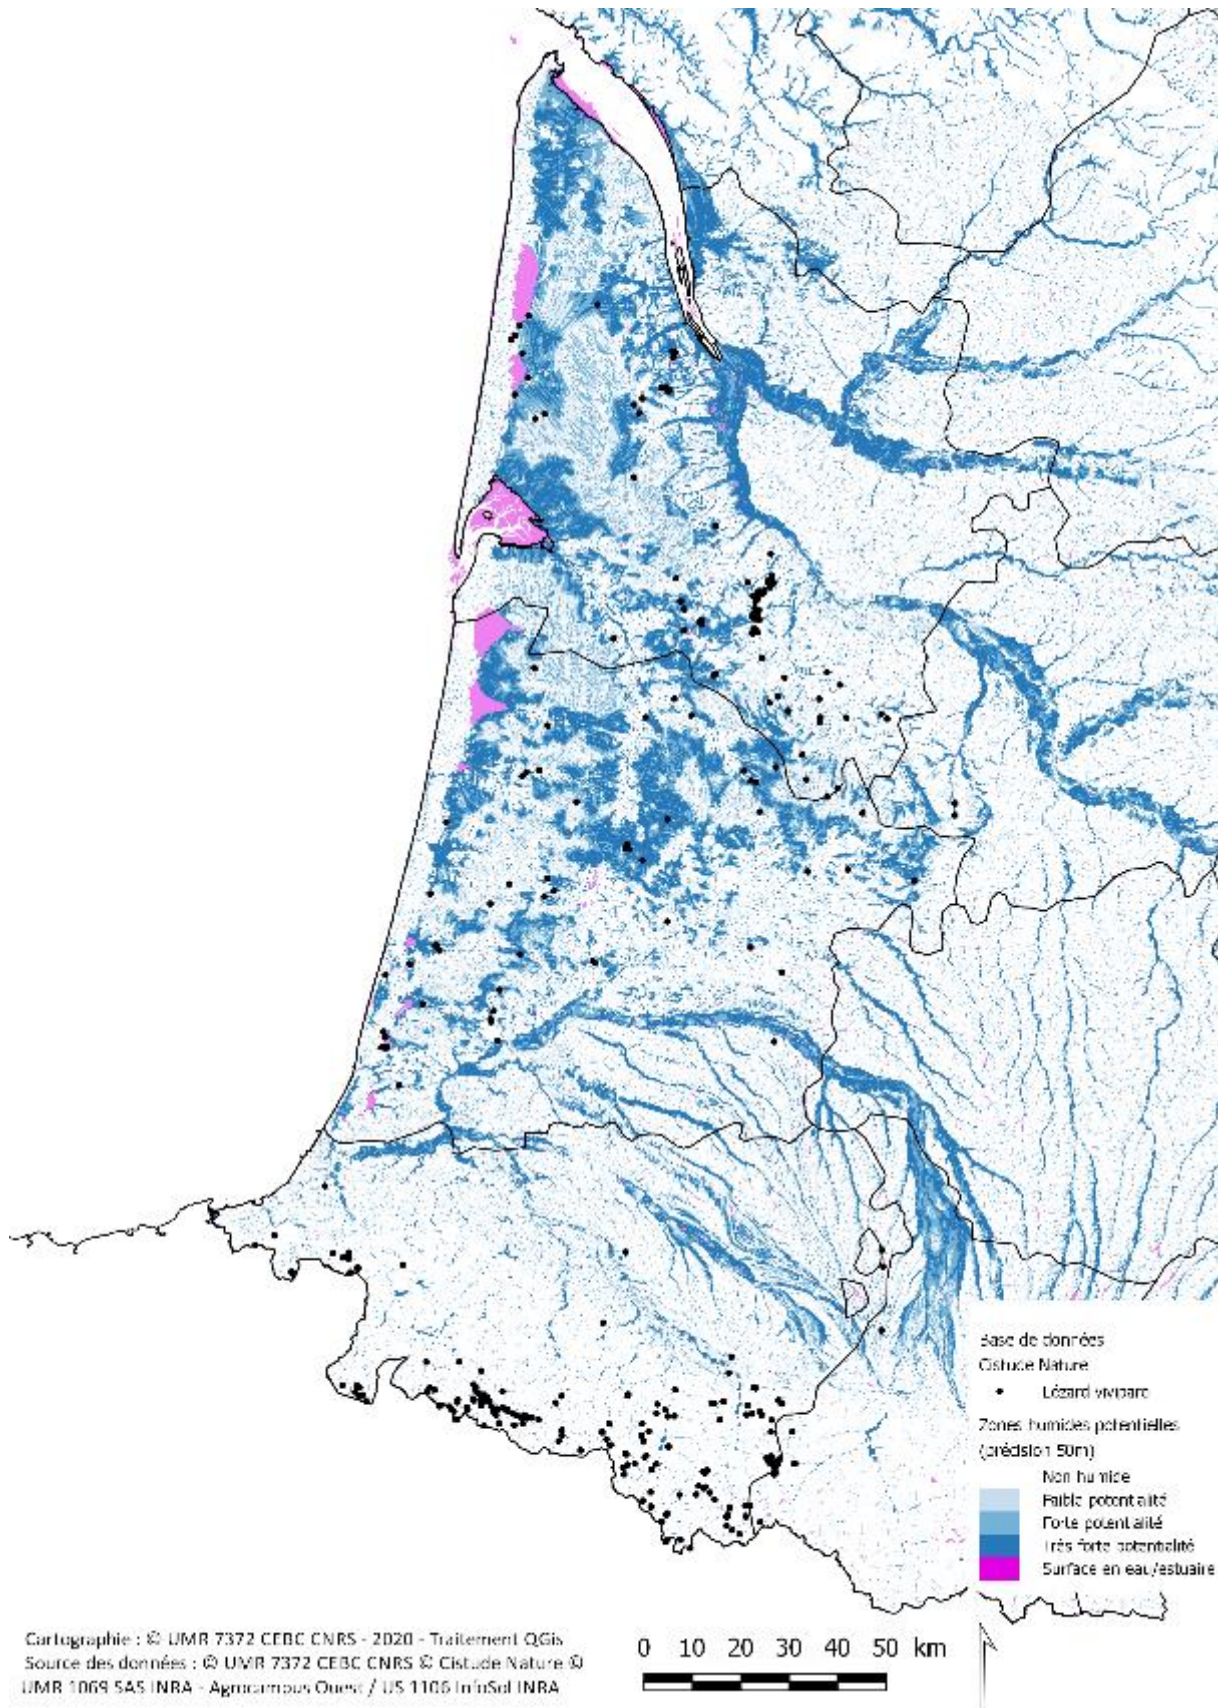 Base de données
Cistude Nature
Lézard vivipare
Zones humides potentielles
(précision 50m)
Non humide
Faible potentialité
Forte potentialité
Très forte potentialité
Surface en eau/estuaire
Cartographie : © UMR 7372 CEBC CNRS - 2020 - Traitement QGis
Source des données : © UMR 7372 CEBC CNRS © Cistude Nature ©
UMR 1069 SAS INRA - Agrocampus Ouest / US 1106 InfoSol INRA
0 10 20 30 40 50 km